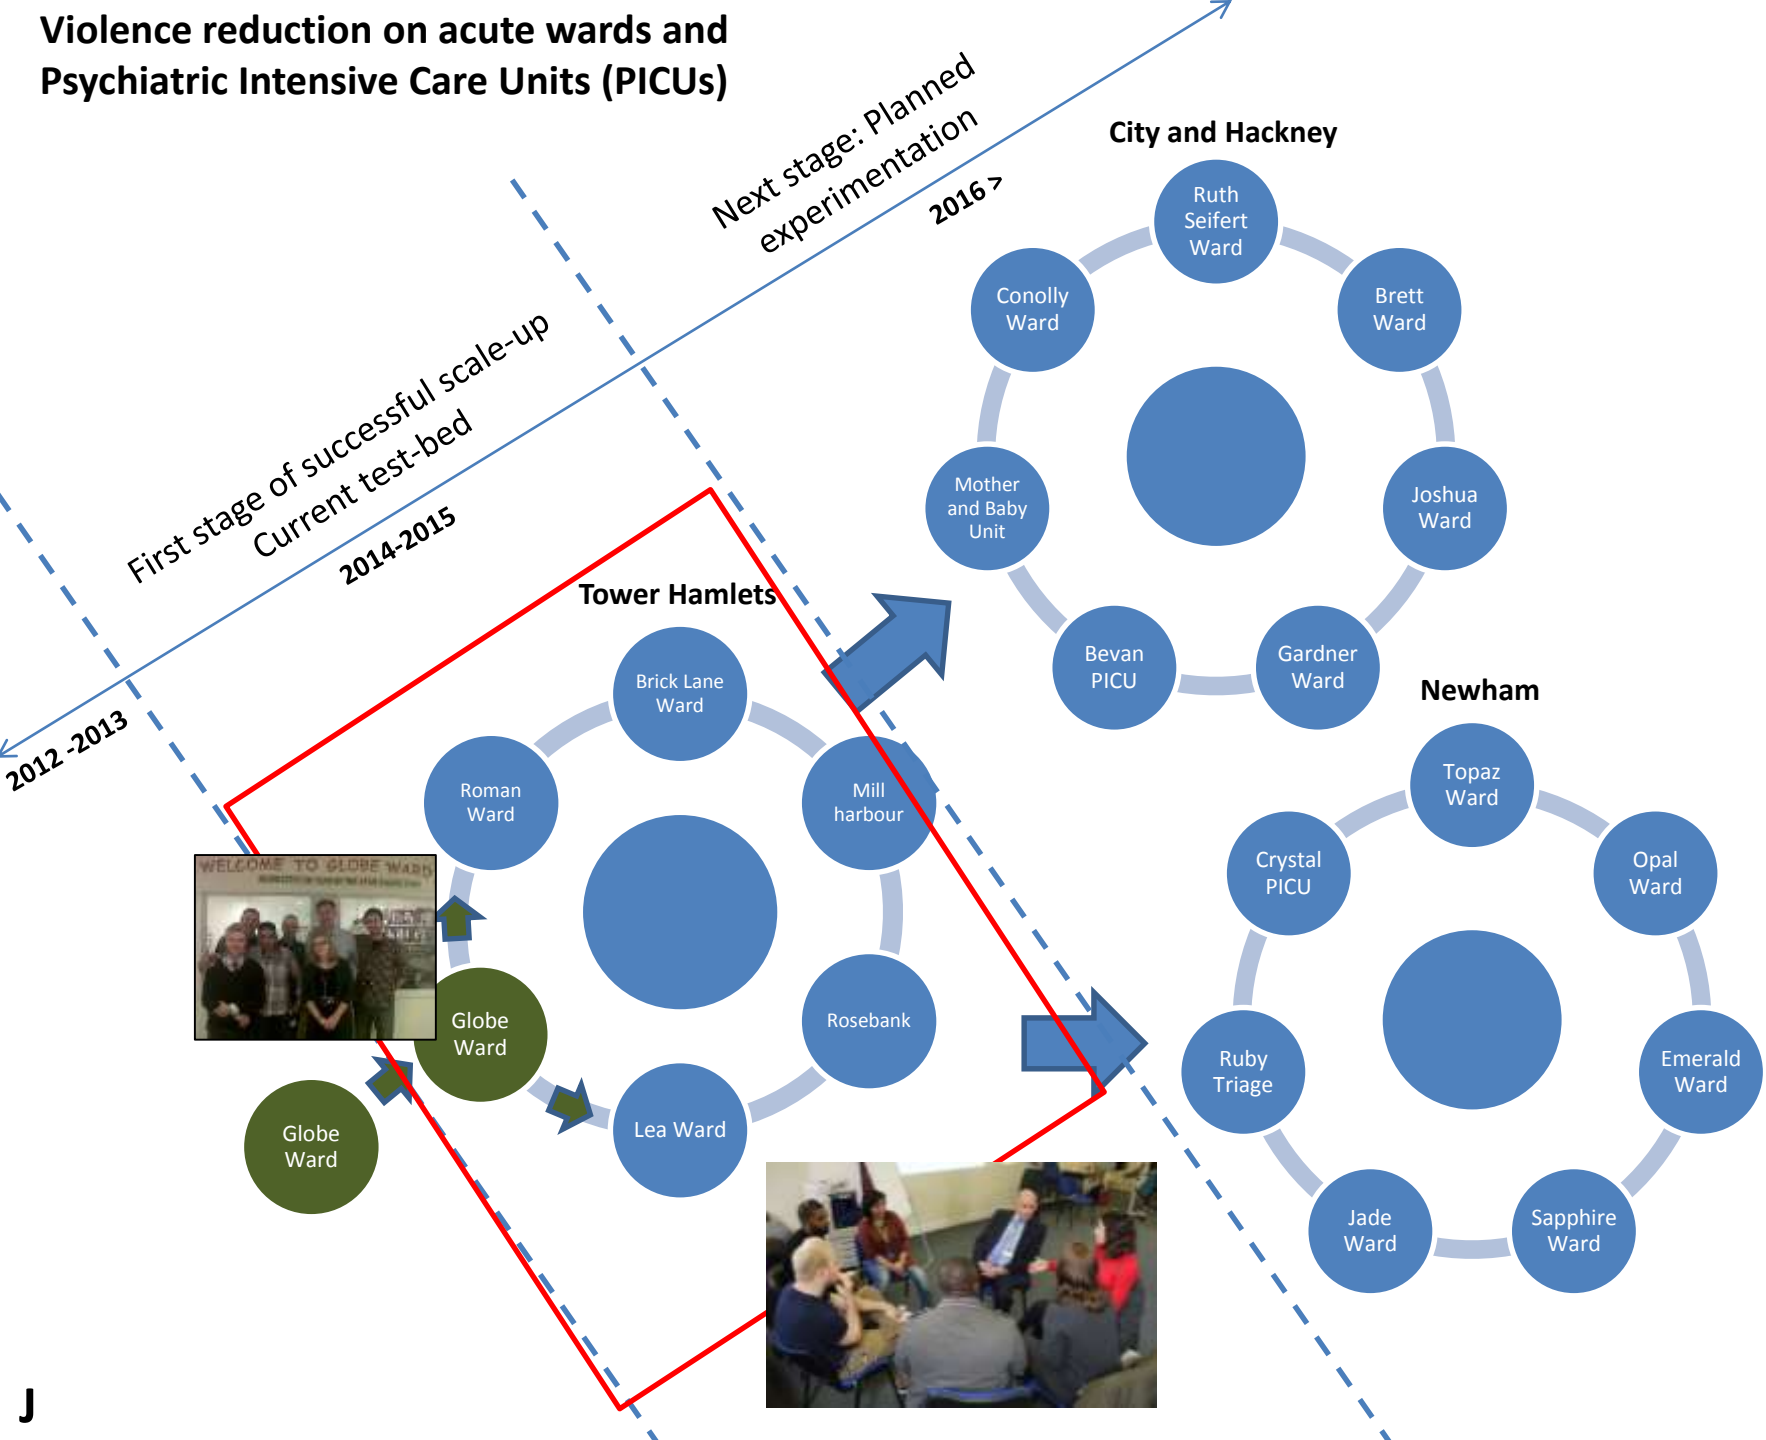 Violence reduction on acute wards and
Psychiatric Intensive Care Units (PICUs)
Next stage: Planned
experimentation
2016 >
First stage of successful scale-up
Current test-bed
2014-2015
2012 -2013
City and Hackney
Ruth
Seifert
Ward
Brett
Ward
Joshua
Ward
Gardner
Ward
Bevan
PICU
Mother
and Baby
Unit
Conolly
Ward
Tower Hamlets
Brick Lane
Ward
Mill
harbour
Rosebank
Lea Ward
Globe
Ward
Roman
Ward
WELCOME TO GLOBE WARD
Globe
Ward
Newham
Topaz
Ward
Opal
Ward
Emerald
Ward
Sapphire
Ward
Jade
Ward
Ruby
Triage
Crystal
PICU
J